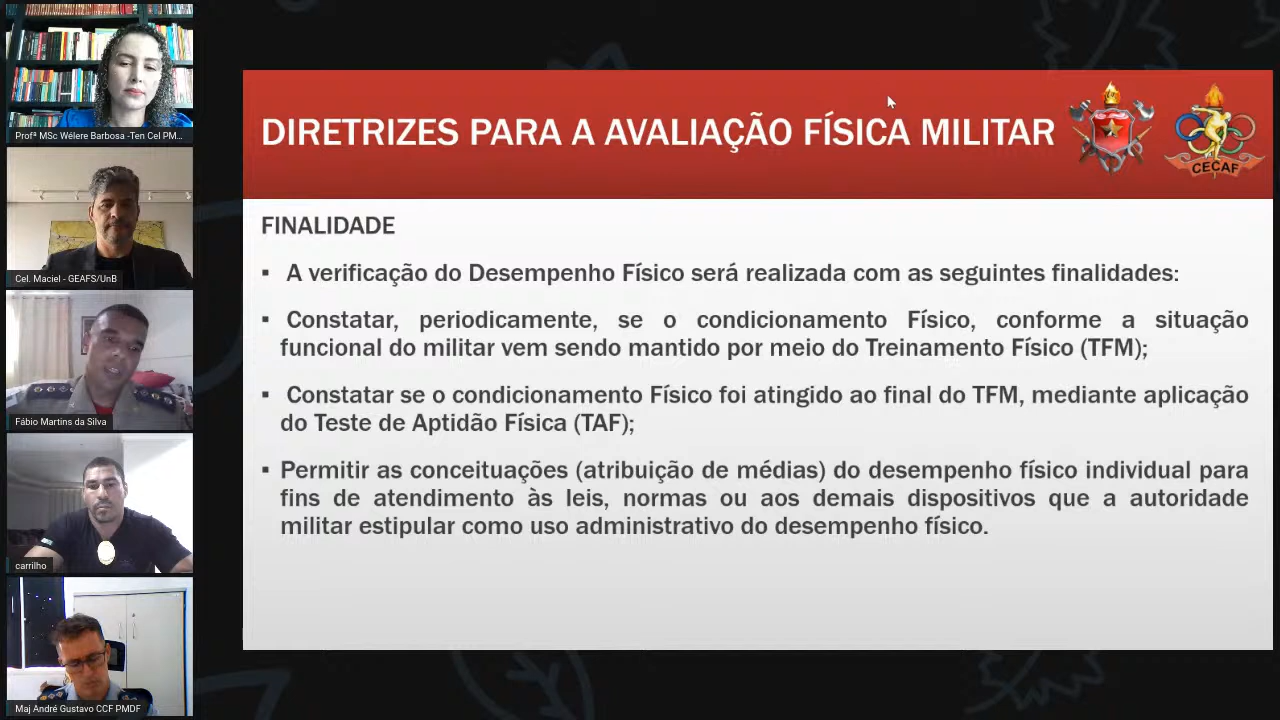 Profª MSc Wélere Barbosa -Ten Cel PM...
Cel. Maciel - GEAFS/UnB
Fábio Martins da Silva
carrilho
Maj André Gustavo CCF PMDF
DIRETRIZES PARA A AVALIAÇÃO FÍSICA MILITAR
CECAF
FINALIDADE
▪ A verificação do Desempenho Físico será realizada com as seguintes finalidades:
▪ Constatar, periodicamente, se o condicionamento Físico, conforme a situação
funcional do militar vem sendo mantido por meio do Treinamento Físico (TFM);
▪ Constatar se o condicionamento Físico foi atingido ao final do TFM, mediante aplicação
do Teste de Aptidão Física (TAF);
▪ Permitir as conceituações (atribuição de médias) do desempenho físico individual para
fins de atendimento às leis, normas ou aos demais dispositivos que a autoridade
militar estipular como uso administrativo do desempenho físico.